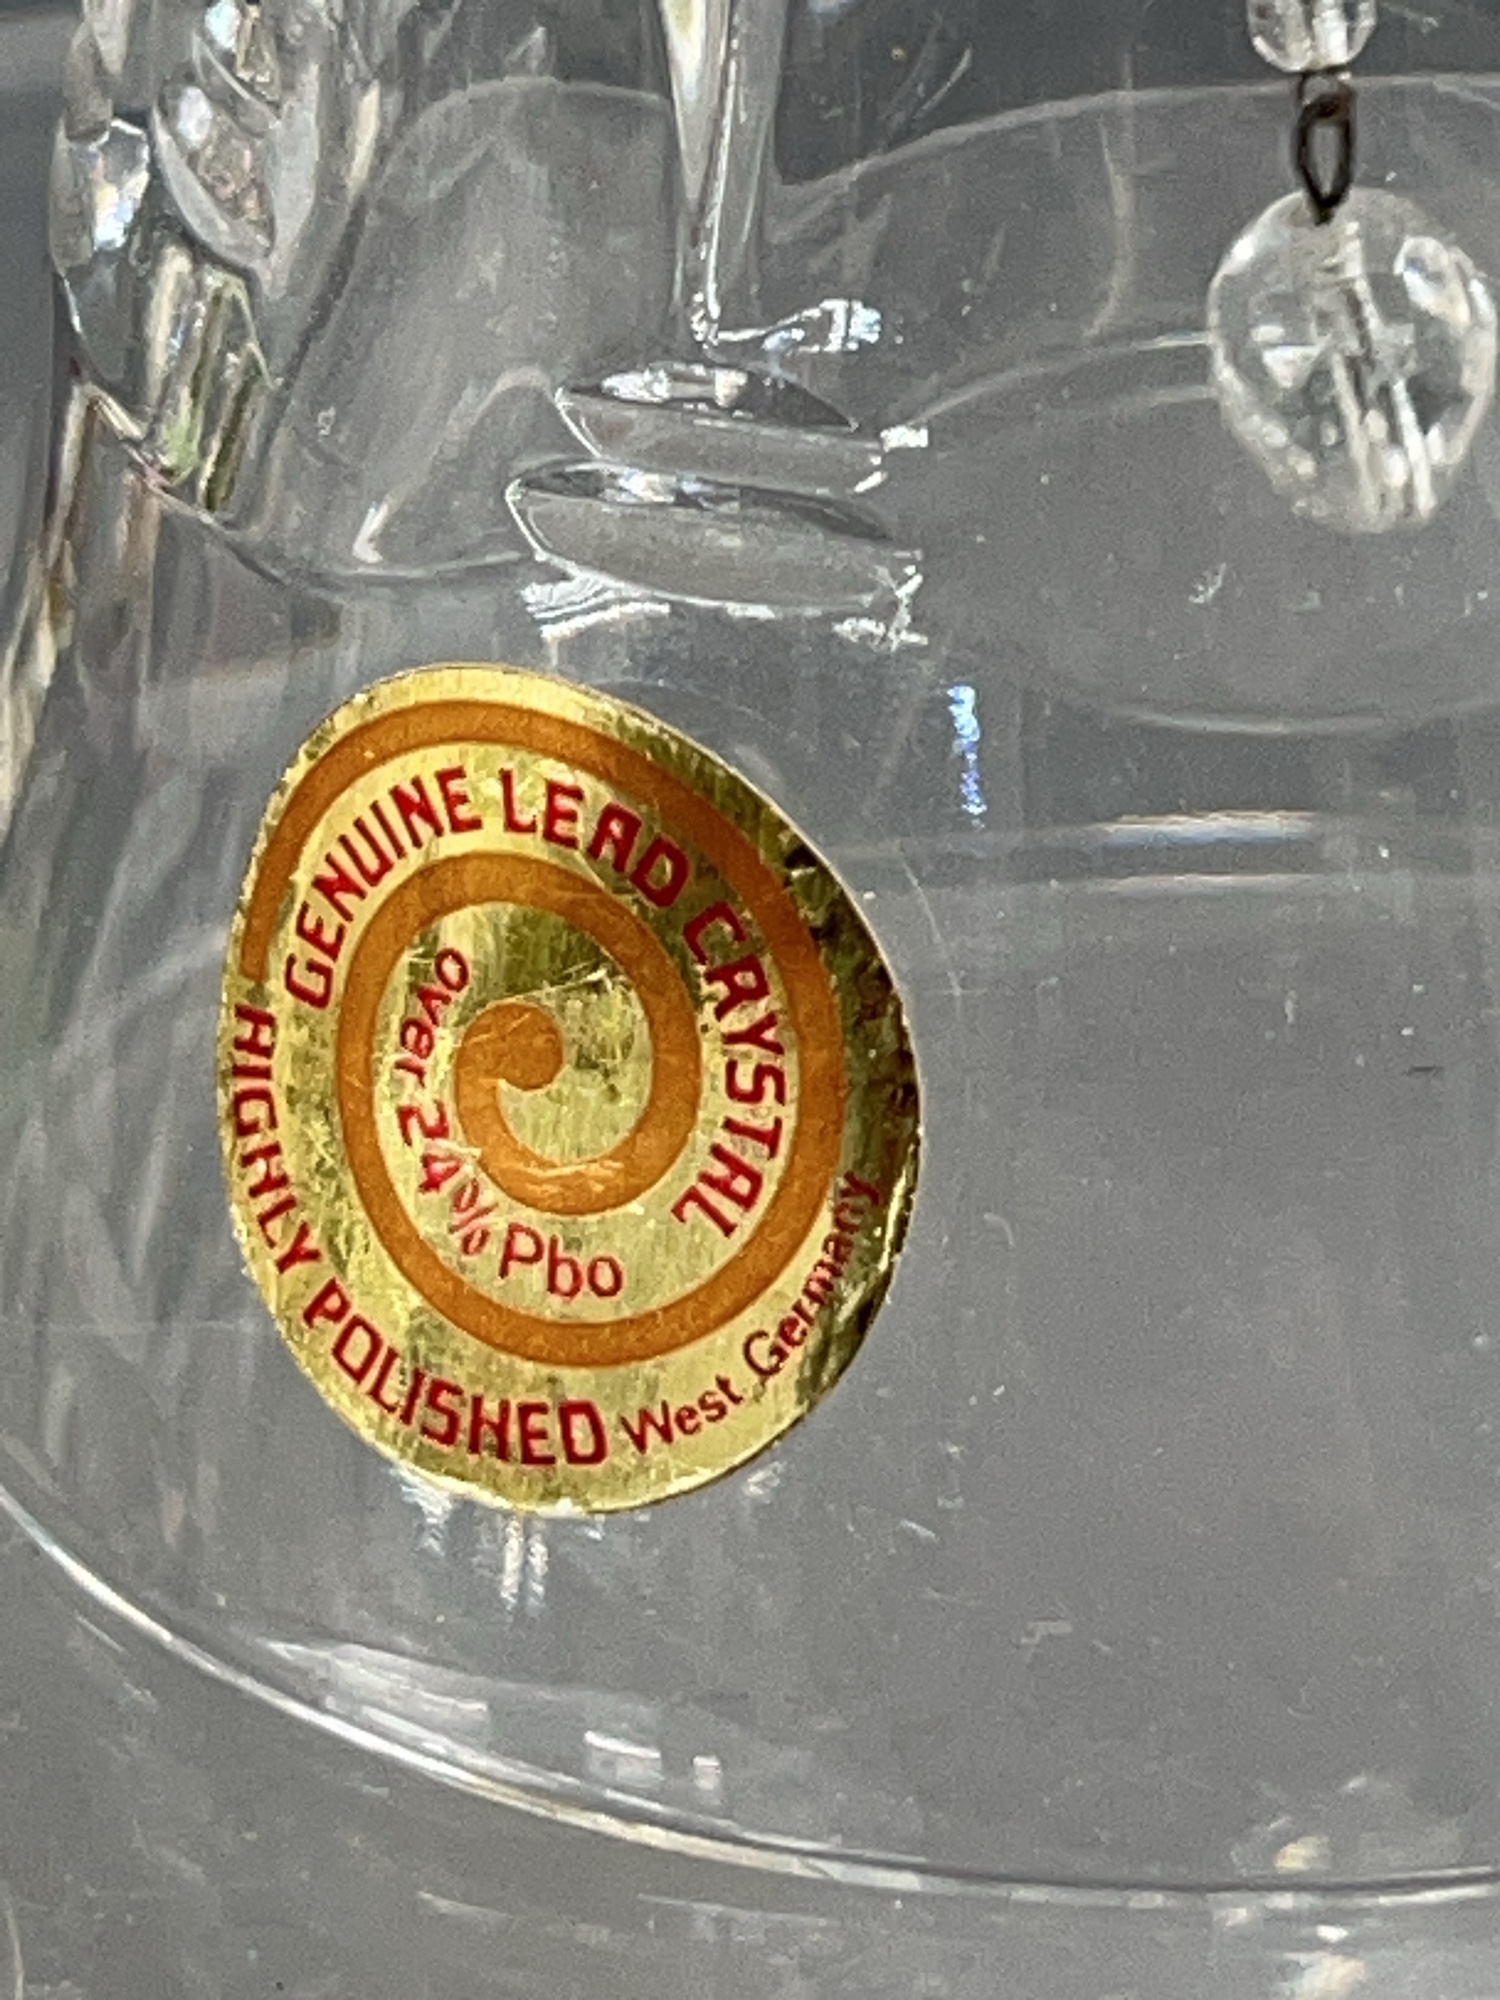 GENUINE LEAD CRYSTAL
over 24% Pbo
HIGHLY POLISHED West Germany